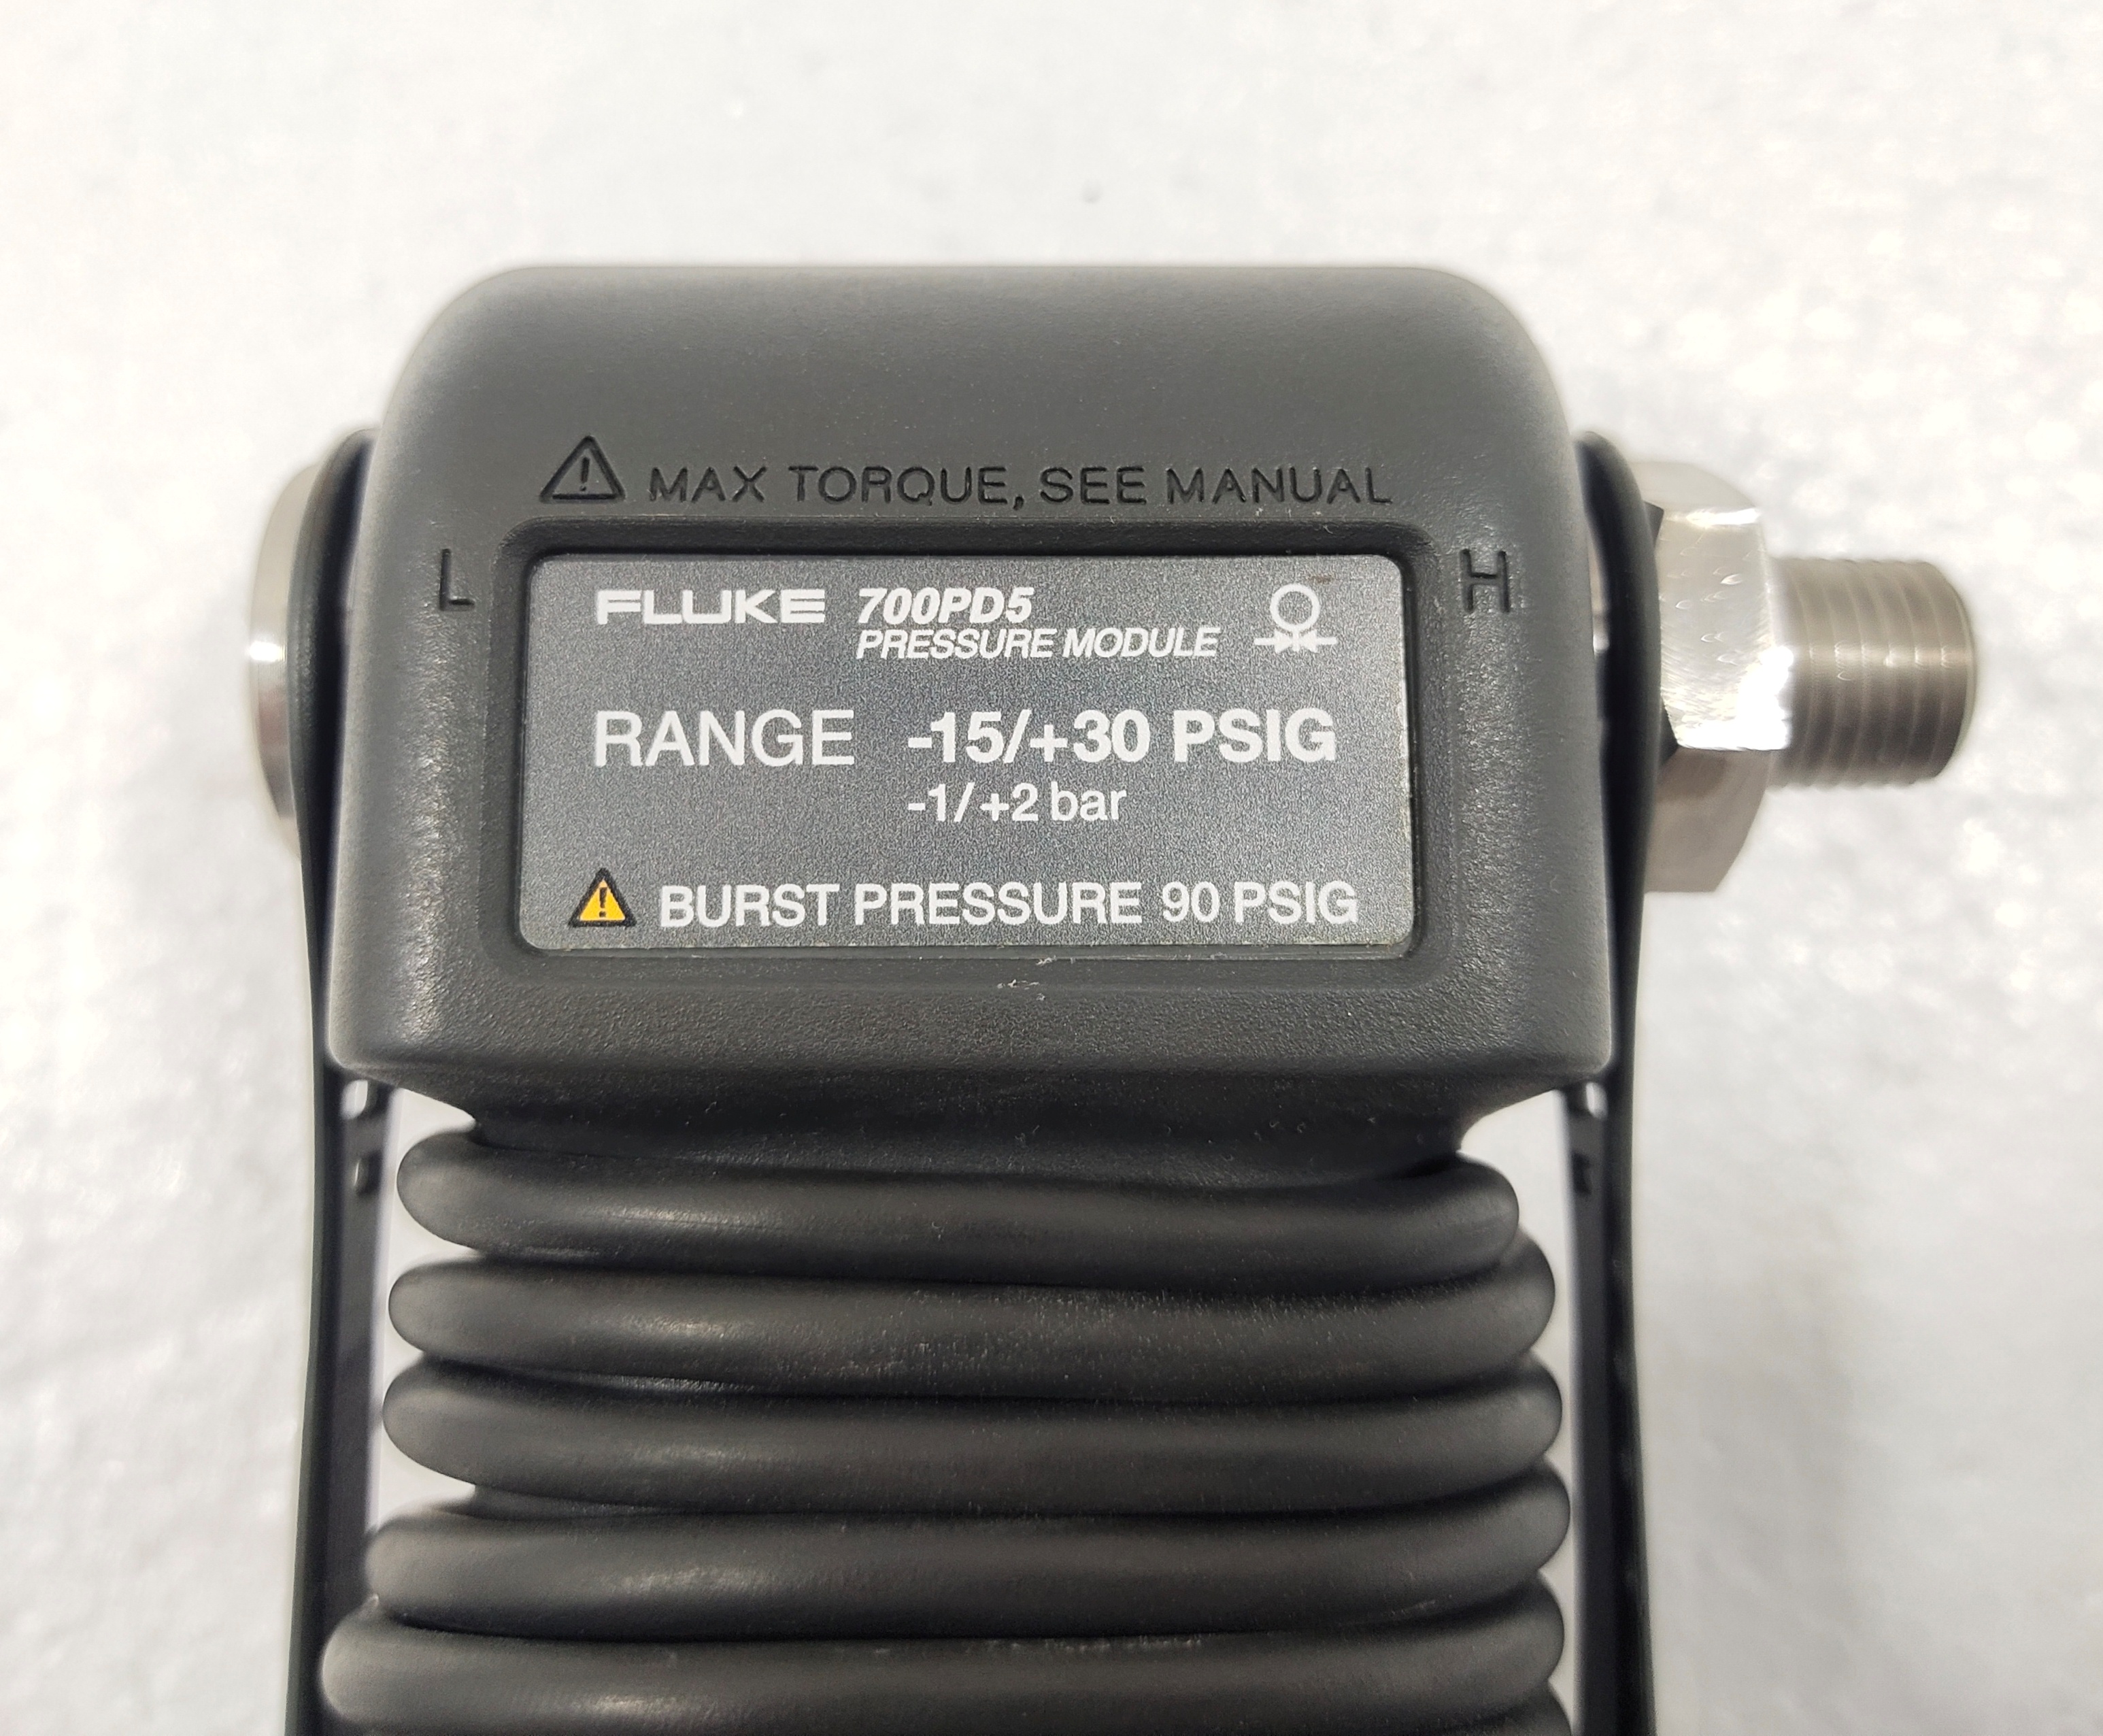 MAX TORQUE, SEE MANUAL
L
H
FLUKE 700PD5
PRESSURE MODULE
RANGE -15/+30 PSIG
-1/+2 bar
BURST PRESSURE 90 PSIG